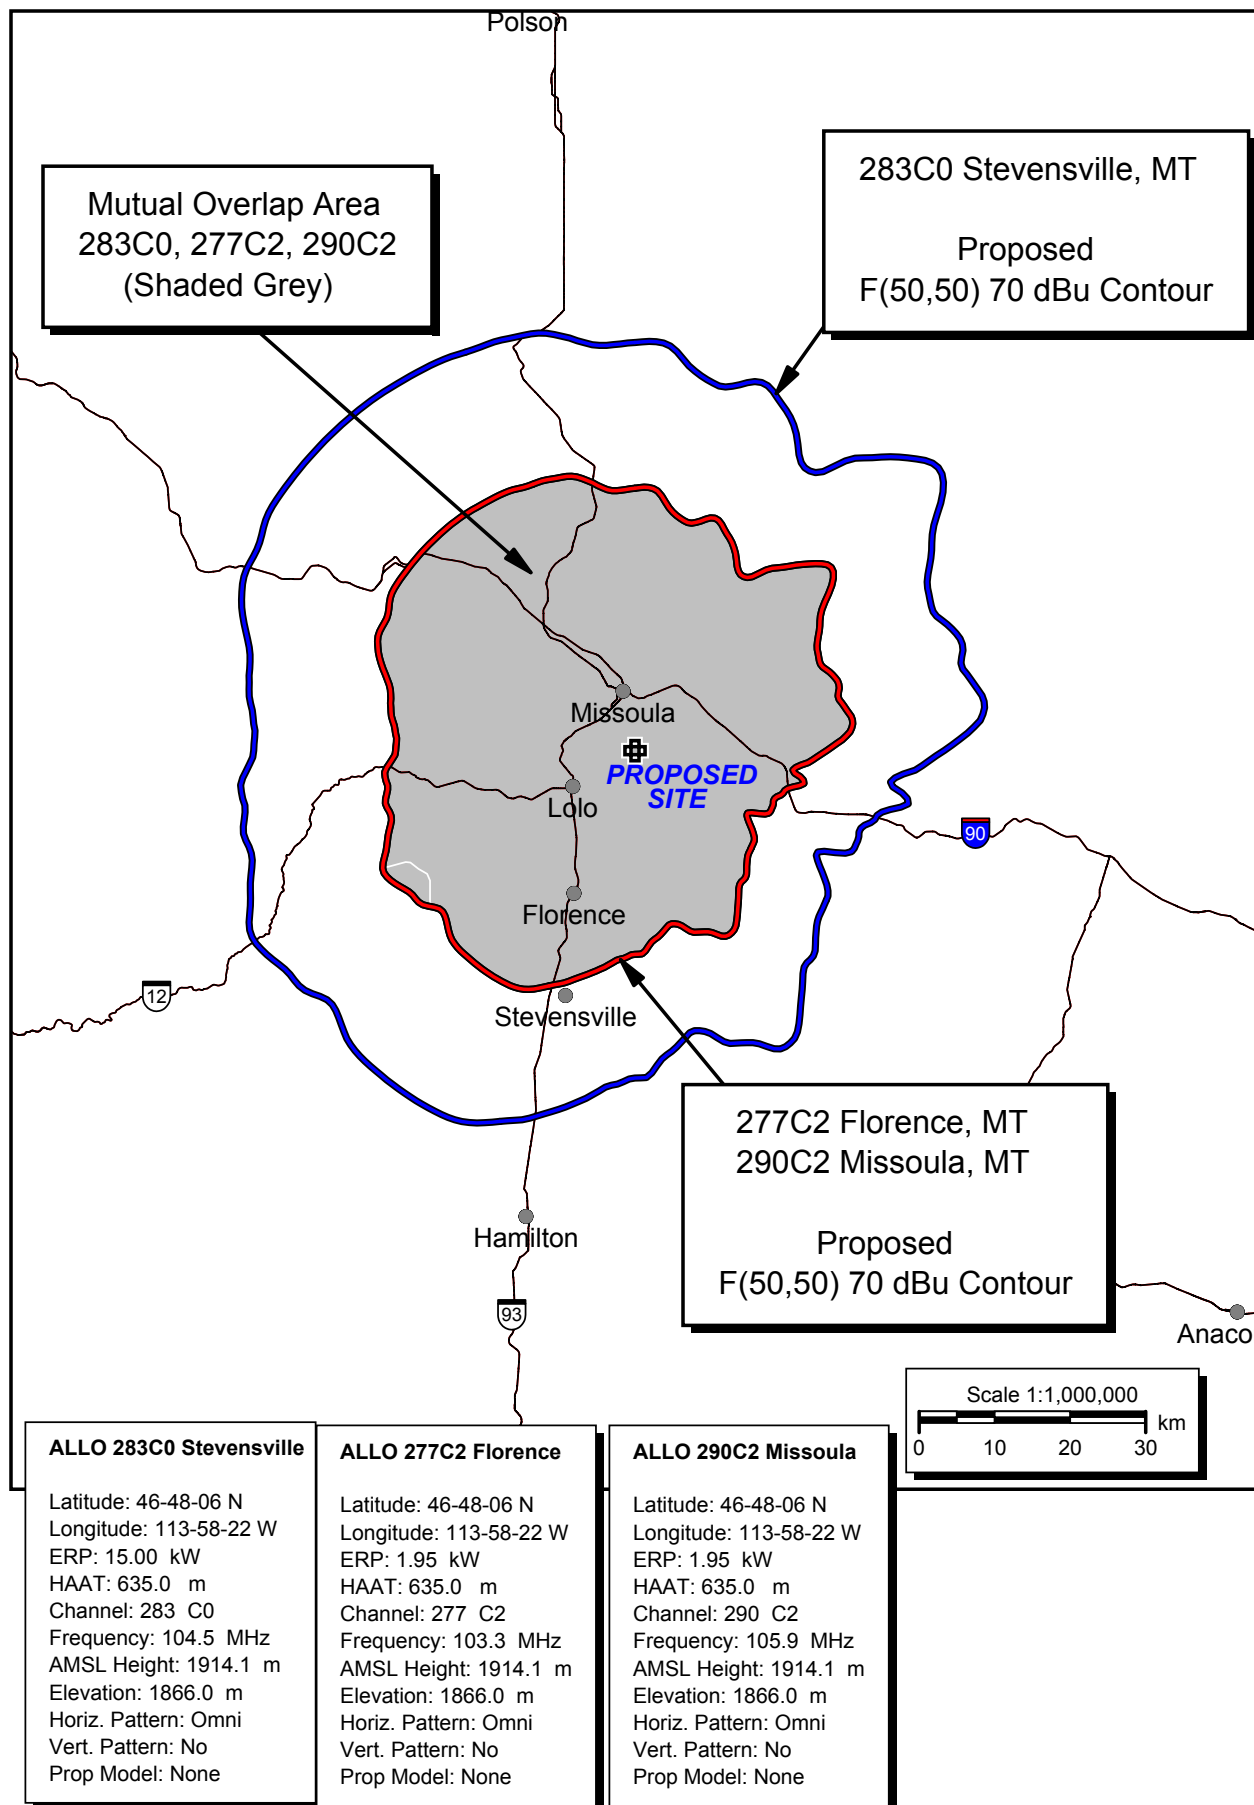 Polson
283C0 Stevensville, MT
Proposed
F(50,50) 70 dBu Contour
Mutual Overlap Area
283C0, 277C2, 290C2
(Shaded Grey)
Missoula
PROPOSED
SITE
Lolo
90
Florence
12
Stevensville
277C2 Florence, MT
290C2 Missoula, MT
Proposed
F(50,50) 70 dBu Contour
Hamilton
93
Anaco
Scale 1:1,000,000
km
0 10 20 30
ALLO 283C0 Stevensville
Latitude: 46-48-06 N
Longitude: 113-58-22 W
ERP: 15.00 kW
HAAT: 635.0 m
Channel: 283 C0
Frequency: 104.5 MHz
AMSL Height: 1914.1 m
Elevation: 1866.0 m
Horiz. Pattern: Omni
Vert. Pattern: No
Prop Model: None
ALLO 277C2 Florence
Latitude: 46-48-06 N
Longitude: 113-58-22 W
ERP: 1.95 kW
HAAT: 635.0 m
Channel: 277 C2
Frequency: 103.3 MHz
AMSL Height: 1914.1 m
Elevation: 1866.0 m
Horiz. Pattern: Omni
Vert. Pattern: No
Prop Model: None
ALLO 290C2 Missoula
Latitude: 46-48-06 N
Longitude: 113-58-22 W
ERP: 1.95 kW
HAAT: 635.0 m
Channel: 290 C2
Frequency: 105.9 MHz
AMSL Height: 1914.1 m
Elevation: 1866.0 m
Horiz. Pattern: Omni
Vert. Pattern: No
Prop Model: None